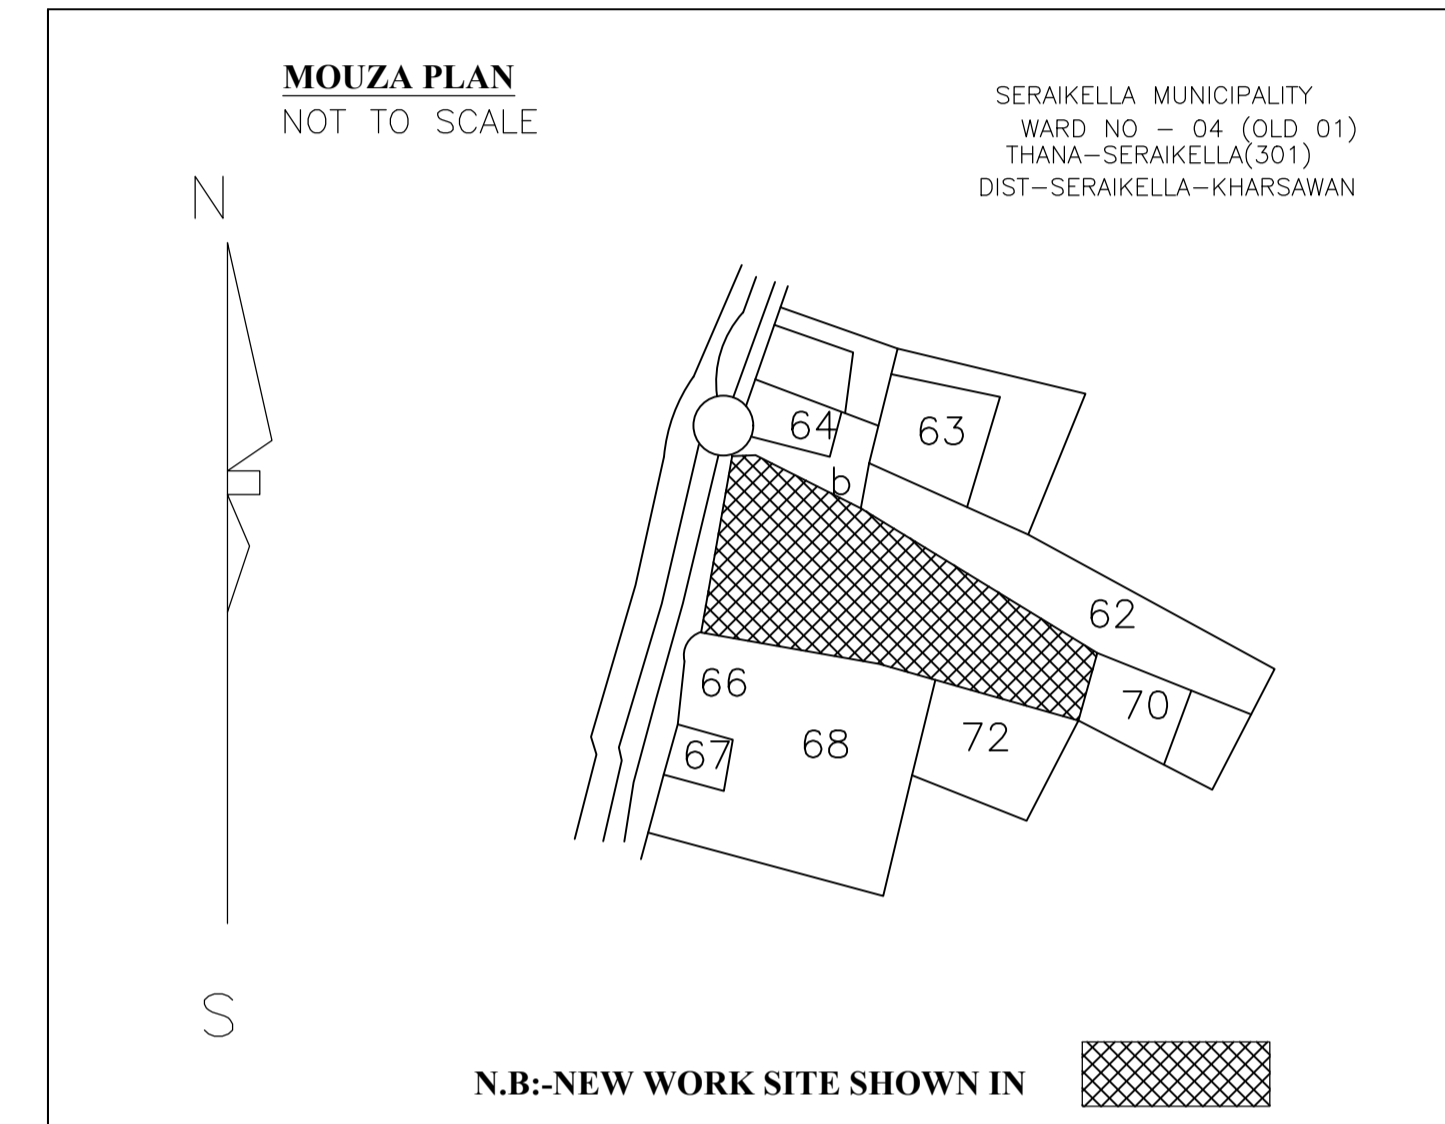 MOUZA PLAN
NOT TO SCALE
SERAIKELLA MUNICIPALITY
WARD NO - 04 (OLD 01)
THANA-SERAIKELLA(301)
DIST-SERAIKELLA-KHARSAWAN
N
64
63
b
62
66
70
67
68
72
S
N.B:-NEW WORK SITE SHOWN IN